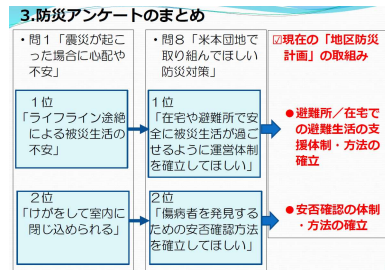 3.防災アンケートのまとめ
・問1「震災が起こ
った場合に心配や
不安」
1位
「ライフライン途絶
による被災生活の
不安」
2位
「けがをして室内に
閉じ込められる」
・問8「米本団地で
取り組んでほしい
防災対策」
1位
「在宅や避難所で安
全に被災生活が過ご
せるように運営体制
を確立してほしい」
2位
「傷病者を発見する
ための安否確認方法
を確立してほしい」
☑現在の「地区防災
計画」の取組み
●避難所/在宅で
の避難生活の支
援体制・方法の
確立
●安否確認の体制
・方法の確立